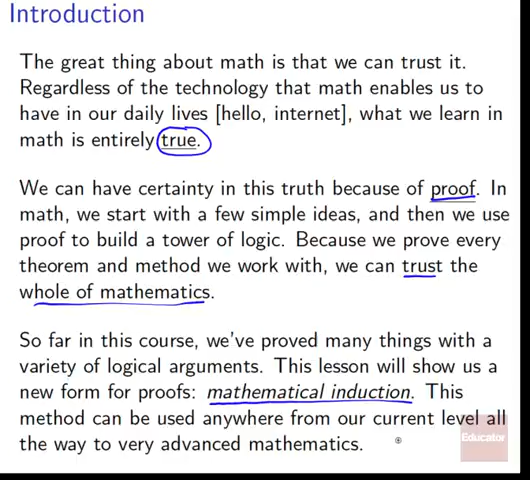 Introduction
The great thing about math is that we can trust it.
Regardless of the technology that math enables us to
have in our daily lives [hello, internet], what we learn in
math is entirely true.
We can have certainty in this truth because of proof. In
math, we start with a few simple ideas, and then we use
proof to build a tower of logic. Because we prove every
theorem and method we work with, we can trust the
whole of mathematics.
So far in this course, we've proved many things with a
variety of logical arguments. This lesson will show us a
new form for proofs: mathematical induction. This
method can be used anywhere from our current level all
the way to very advanced mathematics.
Educator